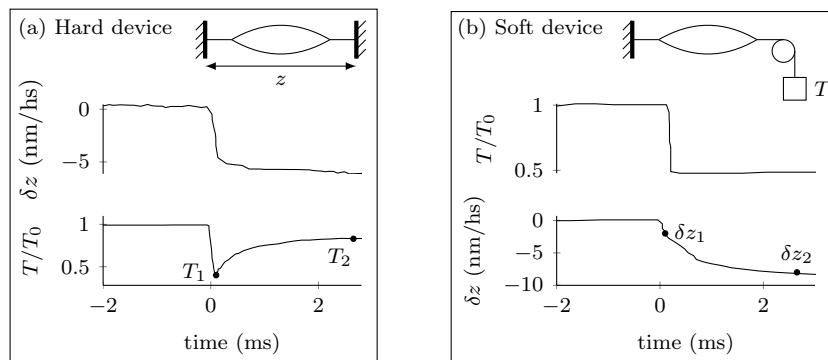 (a) Hard device
z
0
−5
δz (nm/hs)
1
0.5
T/T₀
T₁
T₂
−2
0
2
time (ms)
(b) Soft device
T
1
0.5
T/T₀
0
−5
−10
δz (nm/hs)
δz₁
δz₂
−2
0
2
time (ms)